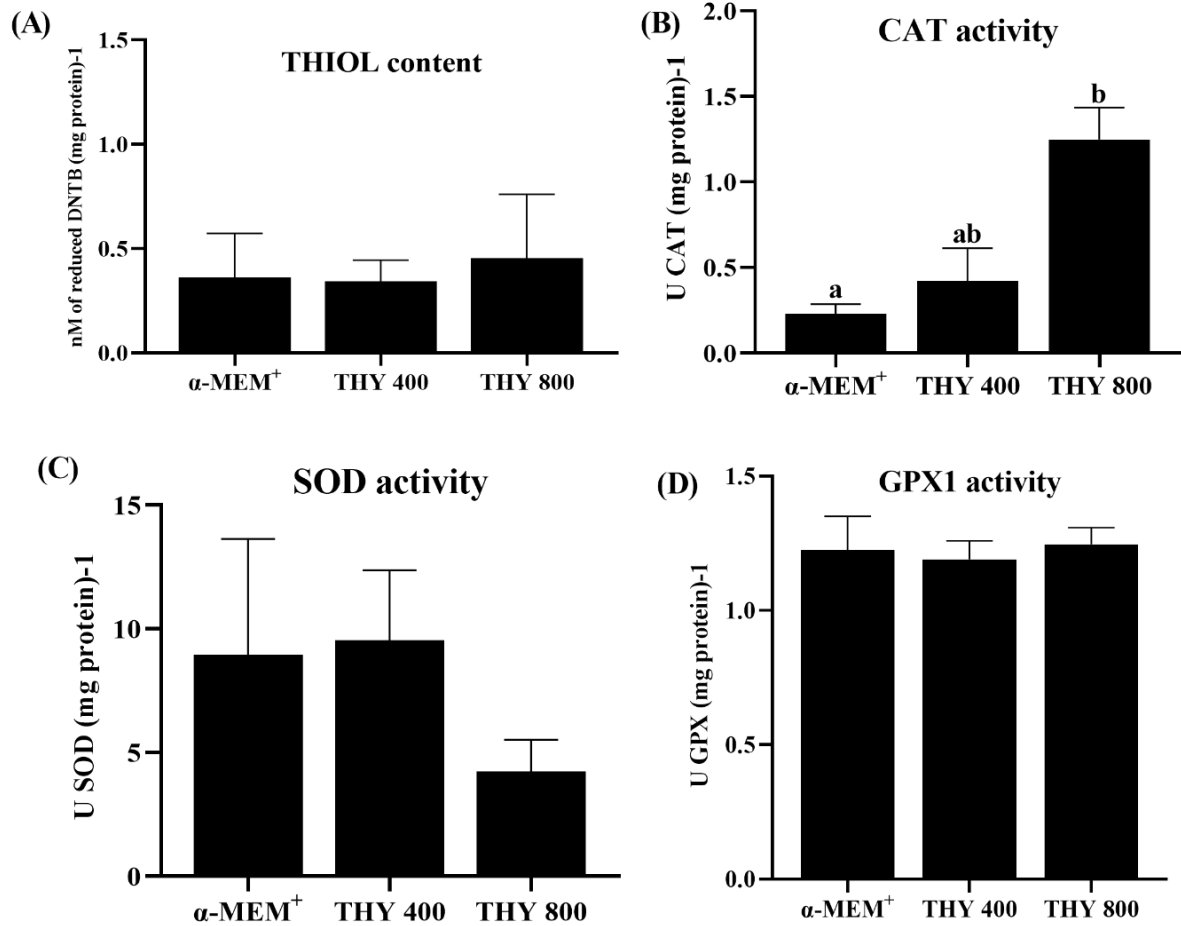 (A)
THIOL content
nM of reduced DNTB (mg protein)-1
1.5
1.0
0.5
0.0
α-MEM⁺ THY 400 THY 800
(B)
CAT activity
U CAT (mg protein)-1
2.0
1.5
1.0
0.5
0.0
a ab b
α-MEM⁺ THY 400 THY 800
(C)
SOD activity
U SOD (mg protein)-1
15
10
5
0
α-MEM⁺ THY 400 THY 800
(D)
GPX1 activity
U GPX (mg protein)-1
1.5
1.0
0.5
0.0
α-MEM⁺ THY 400 THY 800